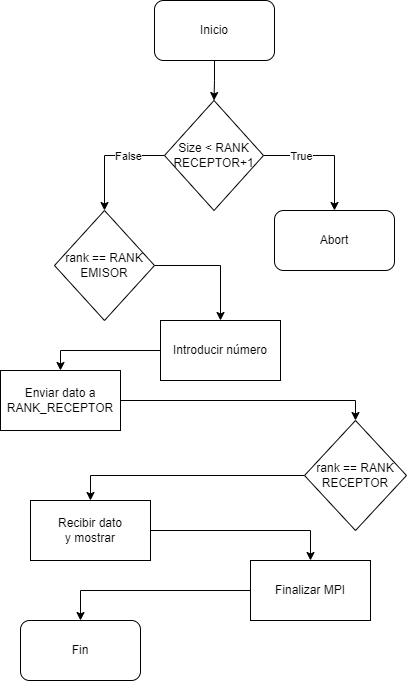 Inicio
Size < RANK
RECEPTOR+1
False
True
rank == RANK
EMISOR
Abort
Introducir número
Enviar dato a
RANK_RECEPTOR
rank == RANK
RECEPTOR
Recibir dato
y mostrar
Finalizar MPI
Fin